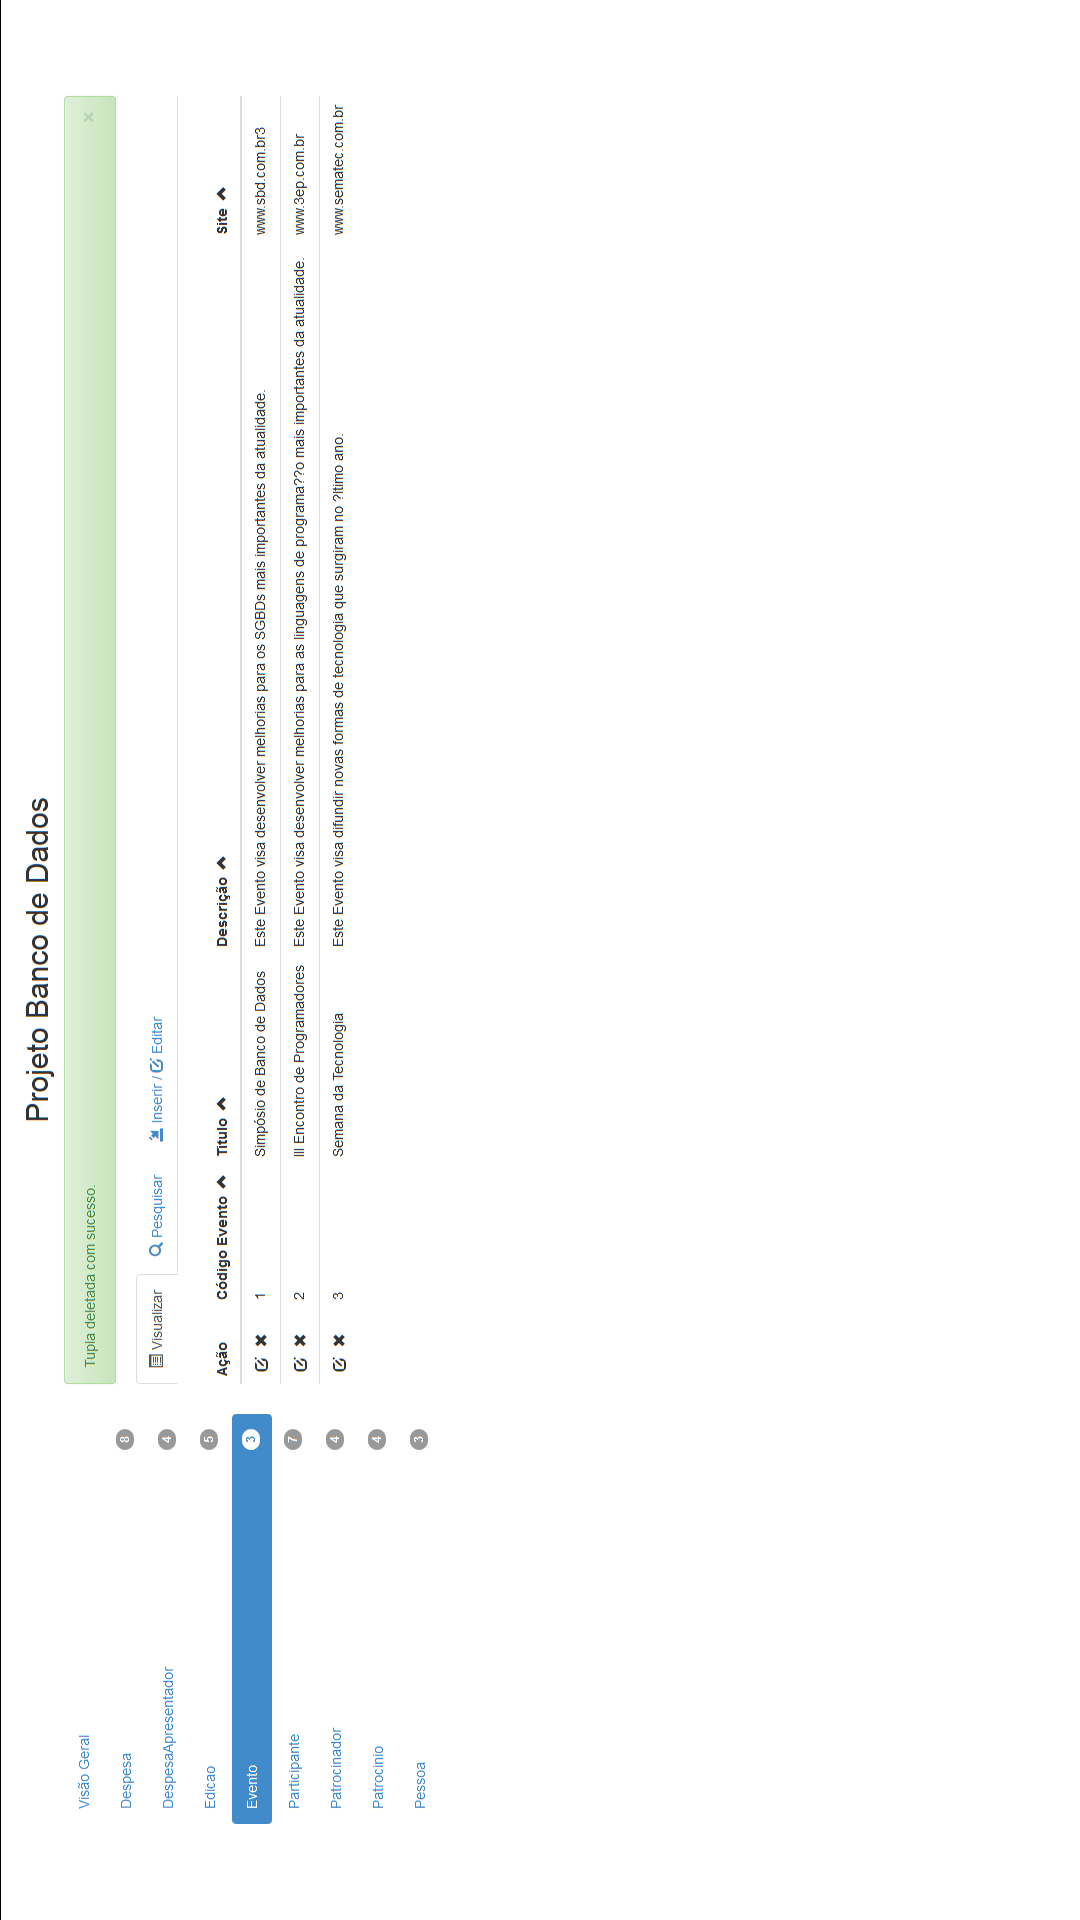 Projeto Banco de Dados
Visão Geral
Despesa 8
DespesaApresentador 4
Edicao 5
Evento 3
Participante 7
Patrocinador 4
Patrocinio 4
Pessoa 3
Tupla deletada com sucesso. ×
Visualizar Pesquisar Inserir / Editar
Ação Código Evento Titulo Descrição Site
1 Simpósio de Banco de Dados Este Evento visa desenvolver melhorias para os SGBDs mais importantes da atualidade. www.sbd.com.br3
2 III Encontro de Programadores Este Evento visa desenvolver melhorias para as linguagens de programa??o mais importantes da atualidade. www.3ep.com.br
3 Semana da Tecnologia Este Evento visa difundir novas formas de tecnologia que surgiram no ?ltimo ano. www.sematec.com.br